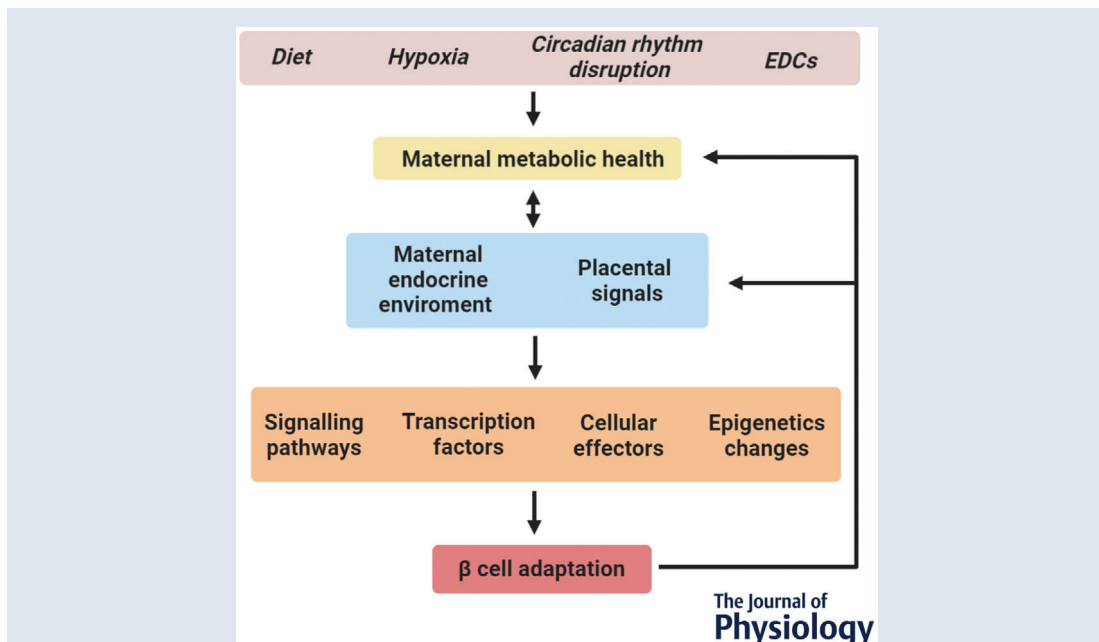 Diet
Hypoxia
Circadian rhythm
disruption
EDCs
Maternal metabolic health
Maternal
endocrine
enviroment
Placental
signals
Signalling
pathways
Transcription
factors
Cellular
effectors
Epigenetics
changes
β cell adaptation
The Journal of
Physiology